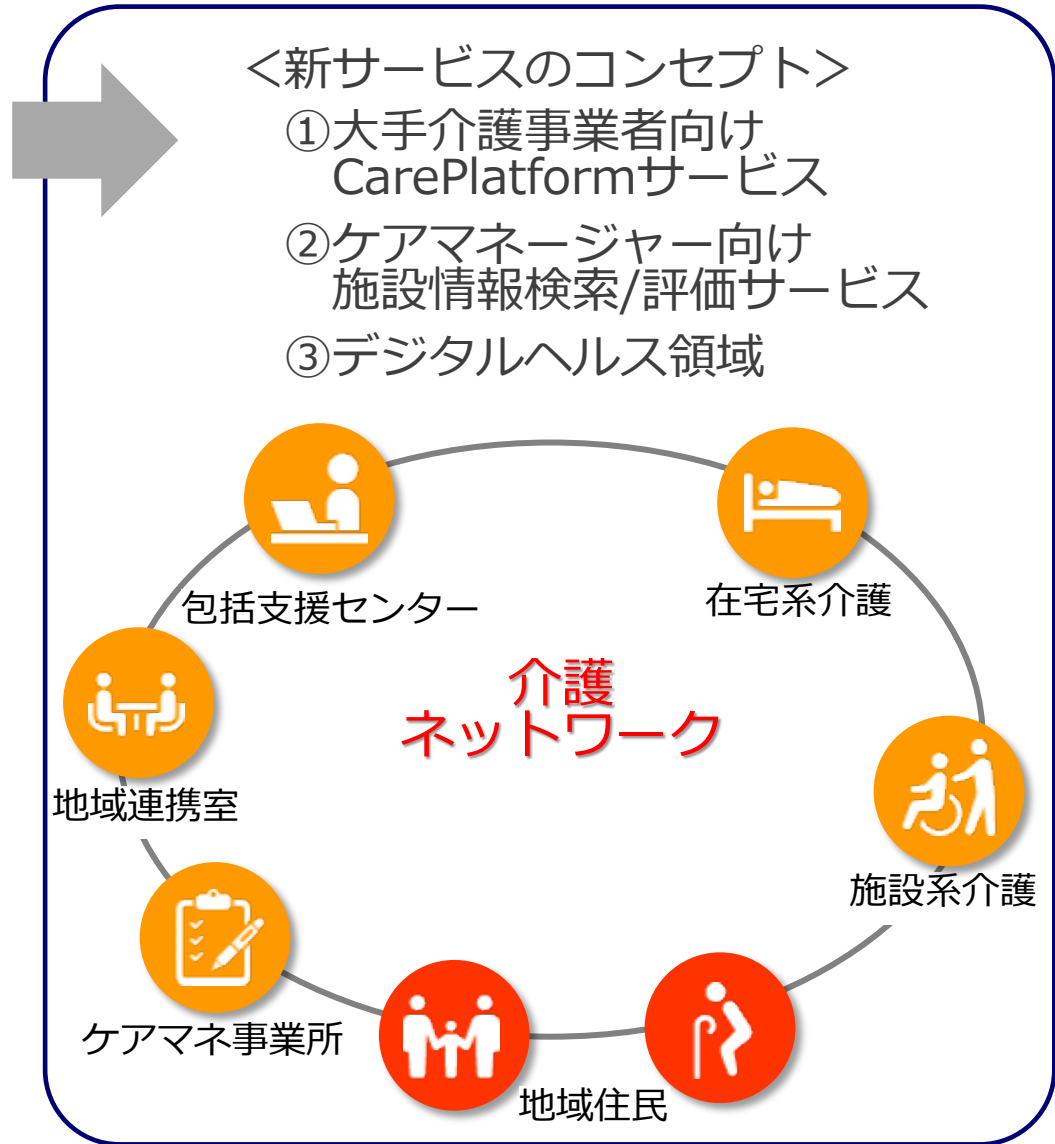 ＜新サービスのコンセプト＞
①大手介護事業者向け
CarePlatformサービス
②ケアマネージャー向け
施設情報検索/評価サービス
③デジタルヘルス領域
包括支援センター
在宅系介護
介護
ネットワーク
地域連携室
施設系介護
ケアマネ事業所
地域住民